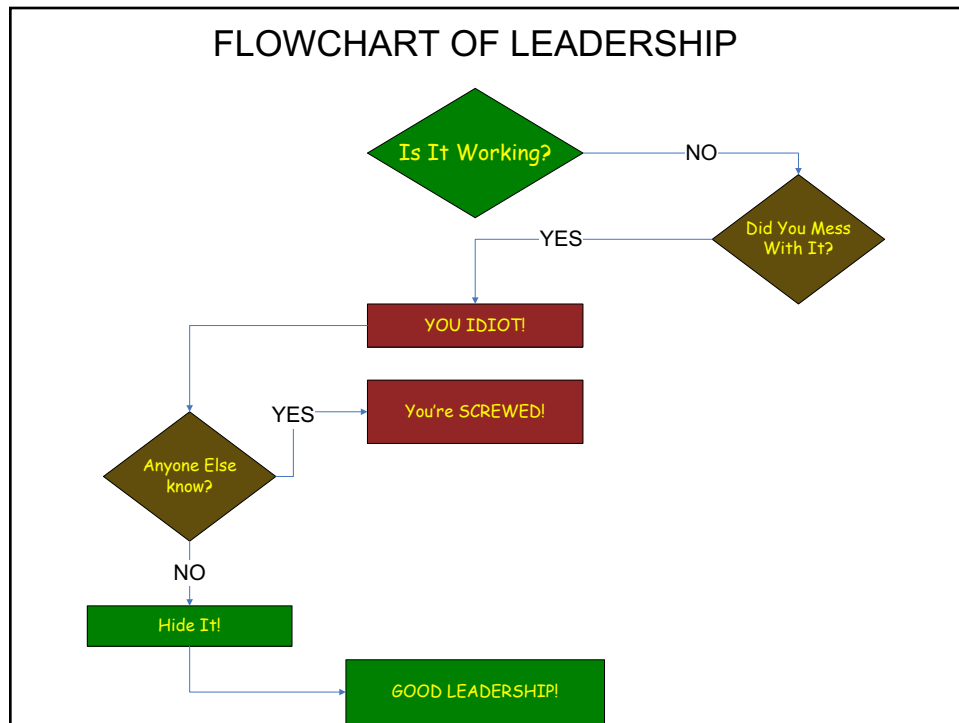 FLOWCHART OF LEADERSHIP
Is It Working?
NO
Did You Mess
With It?
YES
YOU IDIOT!
You're SCREWED!
YES
Anyone Else
know?
NO
Hide It!
GOOD LEADERSHIP!